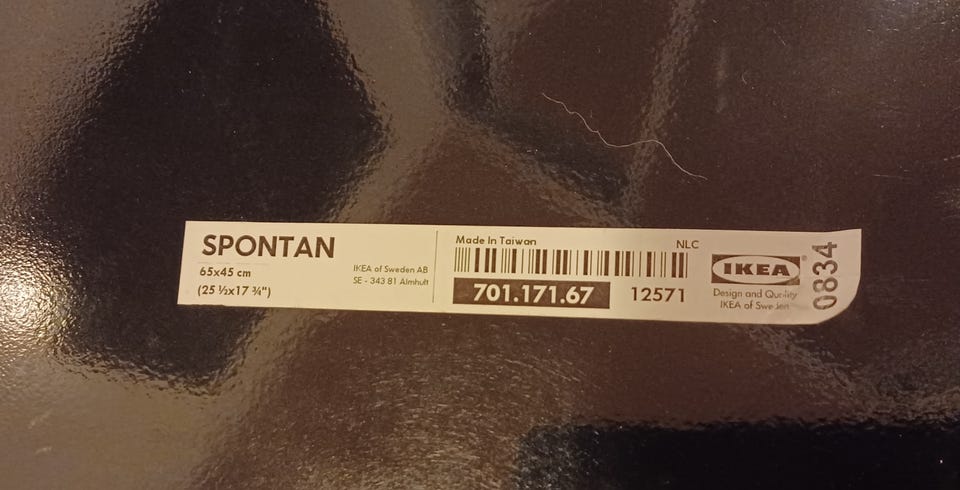 SPONTAN
65x45 cm
(25 ½x17 ¾")
IKEA of Sweden AB
SE - 343 81 Älmhult
Made In Taiwan
NLC
701.171.67
12571
IKEA®
Design and Quality
IKEA of Sweden
0834